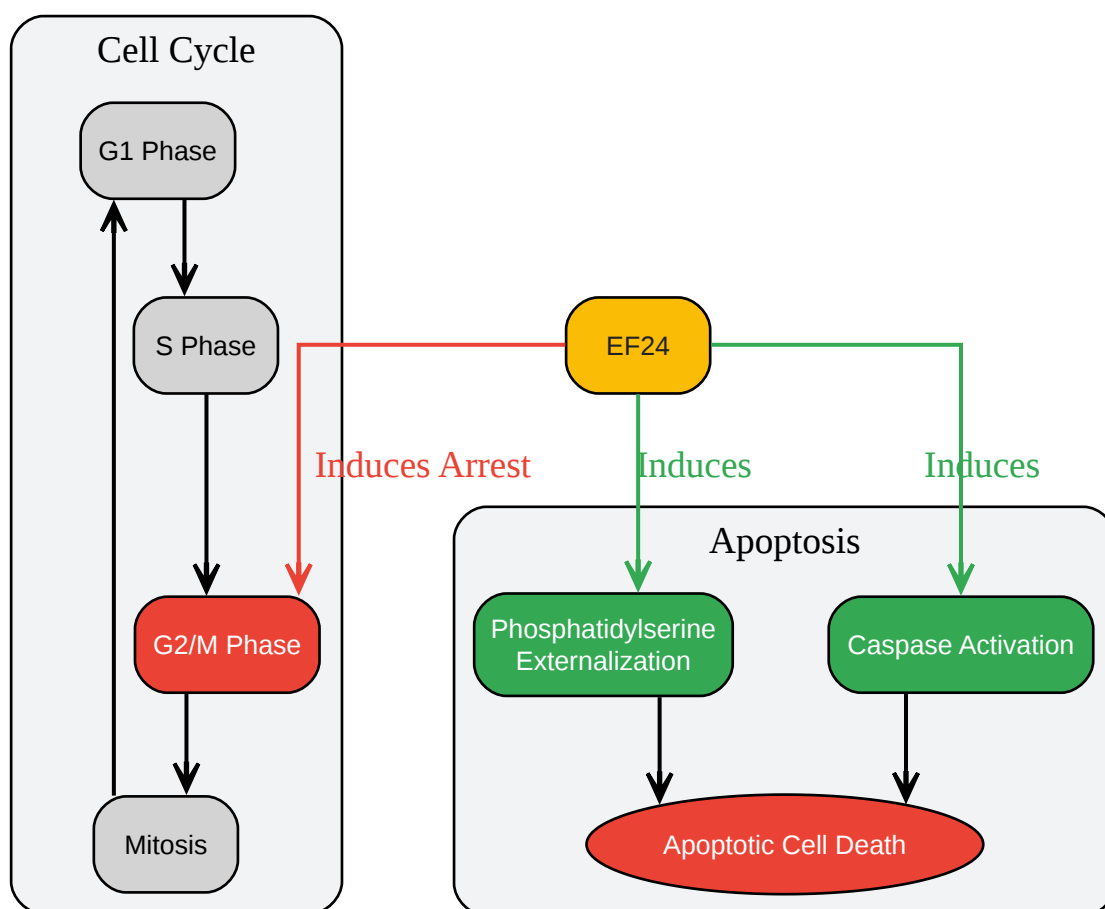 Cell Cycle
G1 Phase
S Phase
EF24
Induces Arrest
Induces
Induces
Apoptosis
G2/M Phase
Phosphatidylserine
Externalization
Caspase Activation
Mitosis
Apoptotic Cell Death